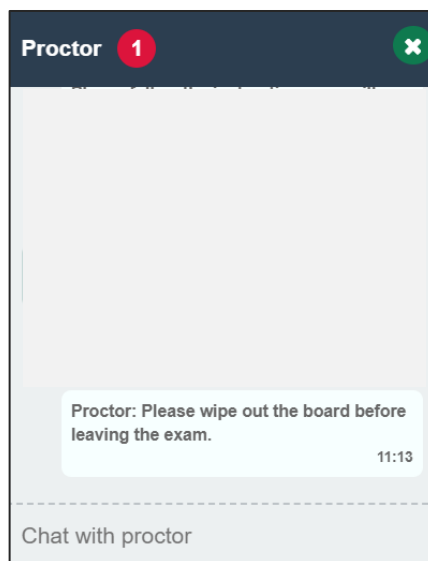 Proctor 1
Proctor: Please wipe out the board before
leaving the exam.
11:13
Chat with proctor